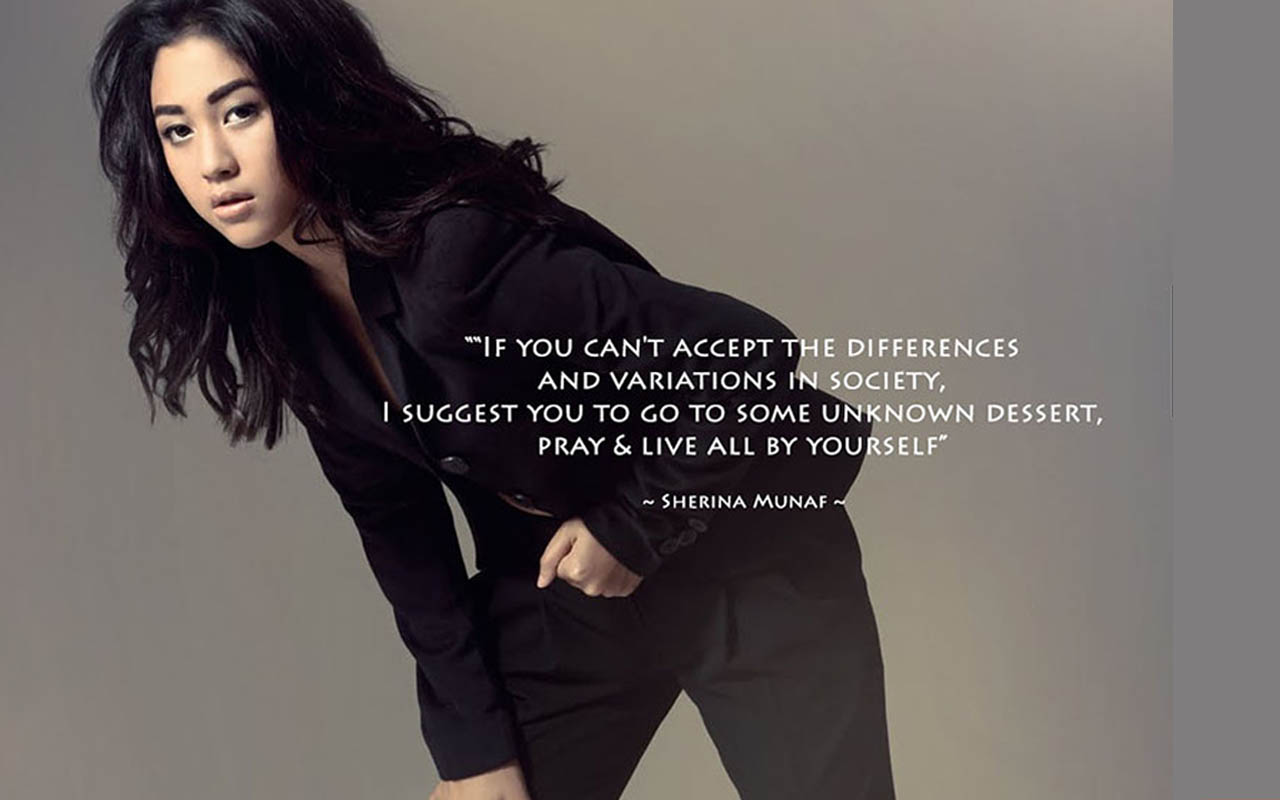 "““IF YOU CAN'T ACCEPT THE DIFFERENCES
AND VARIATIONS IN SOCIETY,
I SUGGEST YOU TO GO TO SOME UNKNOWN DESSERT,
PRAY & LIVE ALL BY YOURSELF”
~ SHERINA MUNAF ~